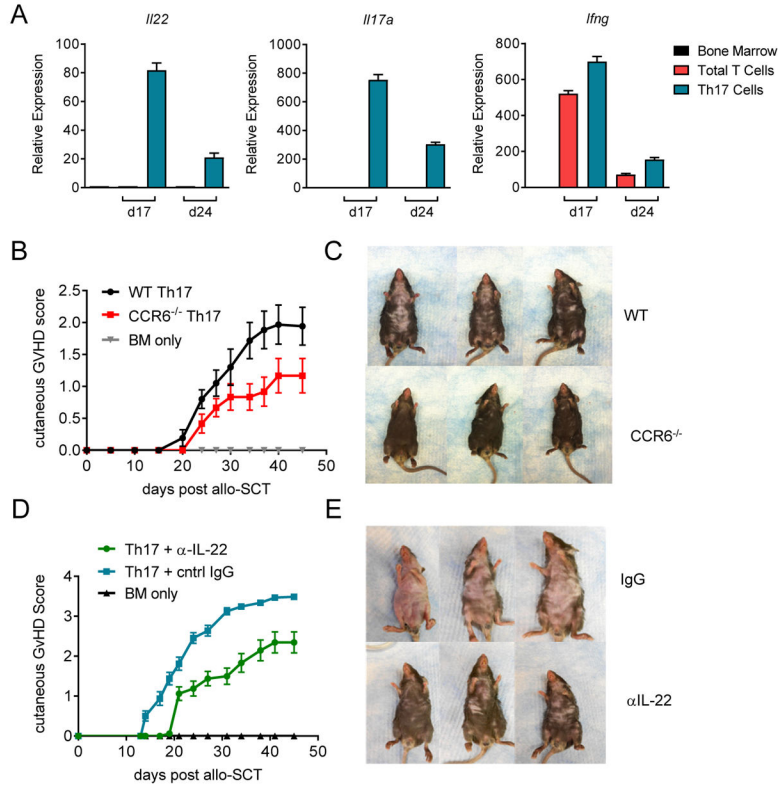 A
Il22
Il17a
Ifng
Relative Expression
100
80
60
40
20
0
d17
d24
Relative Expression
1000
800
600
400
200
0
d17
d24
Relative Expression
800
600
400
200
0
d17
d24
Bone Marrow
Total T Cells
Th17 Cells
B
WT Th17
CCR6-/- Th17
BM only
cutaneous GVHD score
2.5
2.0
1.5
1.0
0.5
0.0
0 10 20 30 40 50
days post allo-SCT
C
WT
CCR6-/-
D
Th17 + α-IL-22
Th17 + cntrl IgG
BM only
cutaneous GvHD Score
4
3
2
1
0
0 10 20 30 40 50
days post allo-SCT
E
IgG
αIL-22